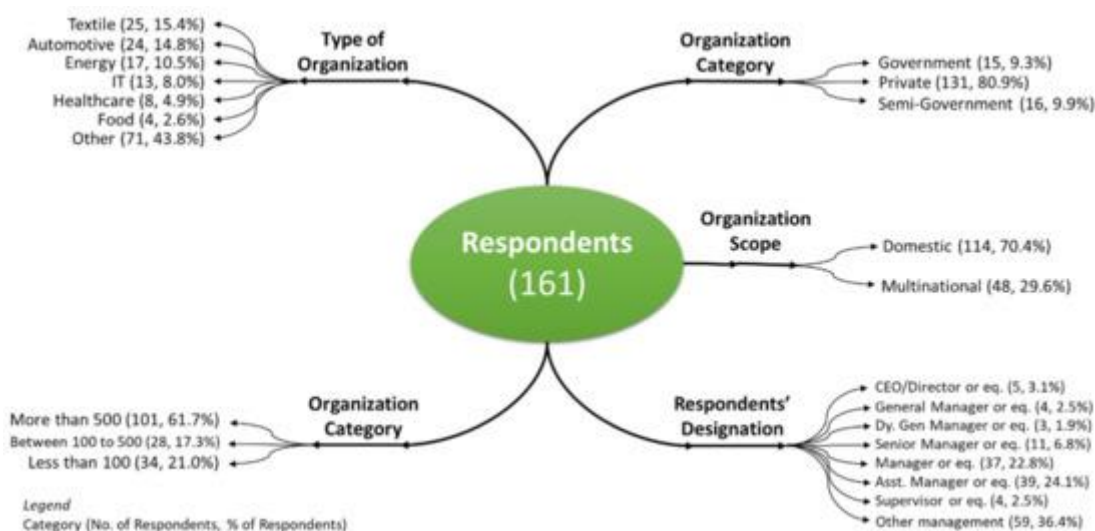 Type of
Organization
Textile (25, 15.4%)
Automotive (24, 14.8%)
Energy (17, 10.5%)
IT (13, 8.0%)
Healthcare (8, 4.9%)
Food (4, 2.6%)
Other (71, 43.8%)
Organization
Category
Government (15, 9.3%)
Private (131, 80.9%)
Semi-Government (16, 9.9%)
Respondents
(161)
Organization
Scope
Domestic (114, 70.4%)
Multinational (48, 29.6%)
Organization
Category
More than 500 (101, 61.7%)
Between 100 to 500 (28, 17.3%)
Less than 100 (34, 21.0%)
Respondents'
Designation
CEO/Director or eq. (5, 3.1%)
General Manager or eq. (4, 2.5%)
Dy. Gen Manager or eq. (3, 1.9%)
Senior Manager or eq. (11, 6.8%)
Manager or eq. (37, 22.8%)
Asst. Manager or eq. (39, 24.1%)
Supervisor or eq. (4, 2.5%)
Other management (59, 36.4%)
Legend
Category (No. of Respondents, % of Respondents)